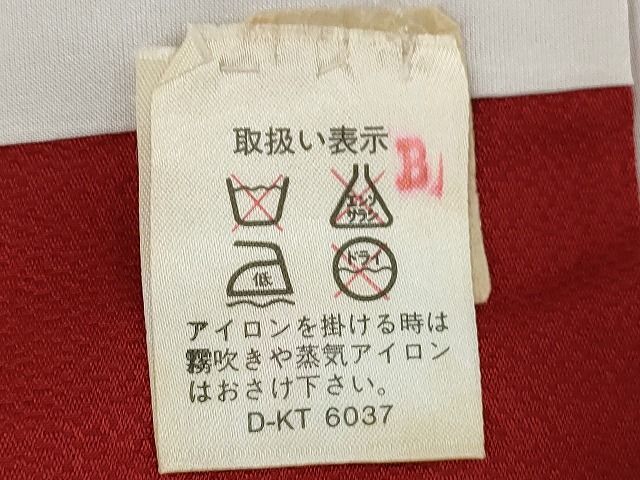 取扱い表示
B
エンソ
サラシ
低
ドライ
アイロンを掛ける時は
霧吹きや蒸気アイロン
はおさけ下さい。
D-KT 6037